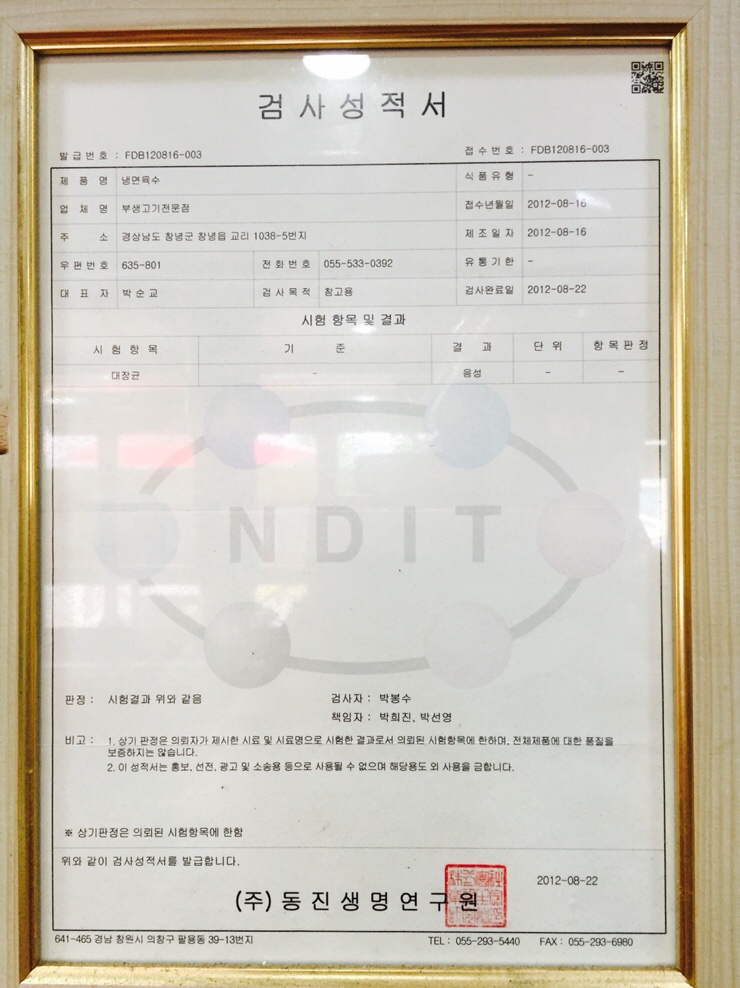 검사성적서
발급번호 : FDB120816-003
접수번호 : FDB120816-003
제품명 냉면육수 식품유형 -
업체명 부생고기전문점 접수년월일 2012-08-16
주소 경상남도 창녕군 창녕읍 교리 1038-5번지 제조일자 2012-08-16
우편번호 635-801 전화번호 055-533-0392 유통기한 -
대표자 박순교 검사목적 참고용 검사완료일 2012-08-22
시험 항목 및 결과
시험항목 기준 결과 단위 항목판정
대장균 - 음성 - -
NDIT
판정 : 시험결과 위와 같음 검사자 : 박봉수
책임자 : 박희진, 박선영
비고 : 1. 상기 판정은 의뢰자가 제시한 시료 및 시료명으로 시험한 결과로서 의뢰된 시험항목에 한하며, 전체제품에 대한 품질을
보증하지는 않습니다.
2. 이 성적서는 홍보, 선전, 광고 및 소송용 등으로 사용될 수 없으며 해당용도 외 사용을 금합니다.
※ 상기판정은 의뢰된 시험항목에 한함
위와 같이 검사성적서를 발급합니다.
2012-08-22
(주) 동진생명연구원
641-465 경남 창원시 의창구 팔용동 39-13번지 TEL : 055-293-5440 FAX : 055-293-6980